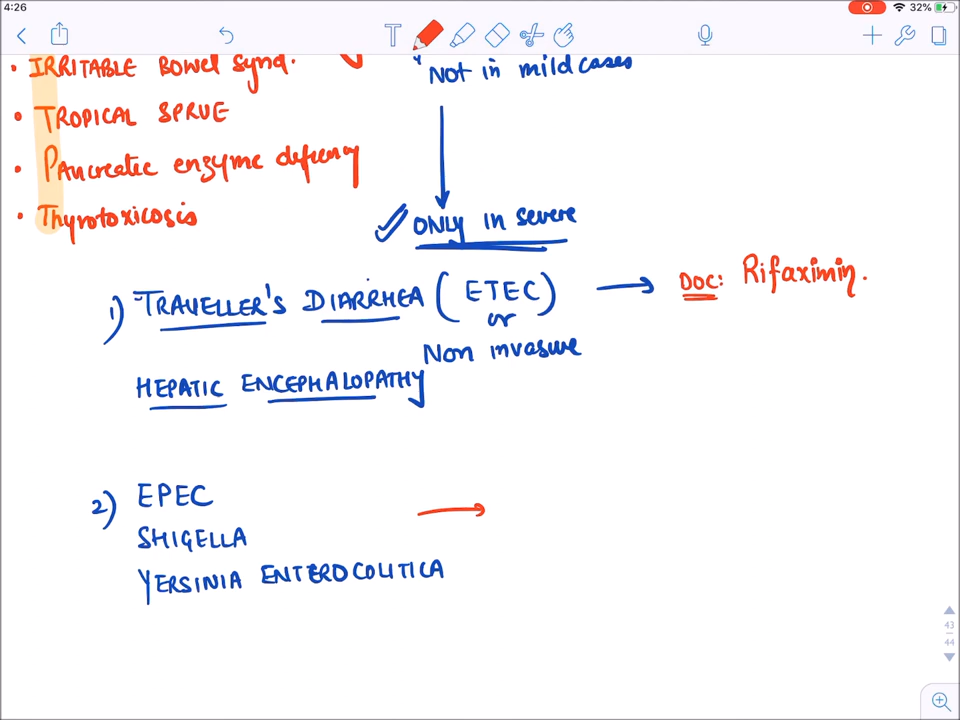 4:26
32%
T
• IRRITABLE BOWEL Synd.
• TROPICAL SPRUE
• PAncreatic enzyme deficiency
• Thyrotoxicosis
Not in mild cases
ONLY in severe
1) TRAVELLER'S DIARRHEA (ETEC) → DOC: Rifaximin.
or
Non invasive
HEPATIC ENCEPHALOPATHY
2) EPEC →
SHIGELLA
YERSINIA ENTEROCOLITICA
43
44